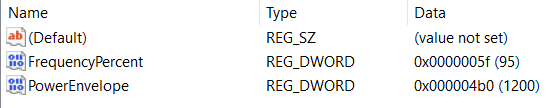 Name Type Data
(Default) REG_SZ (value not set)
FrequencyPercent REG_DWORD 0x0000005f (95)
PowerEnvelope REG_DWORD 0x000004b0 (1200)